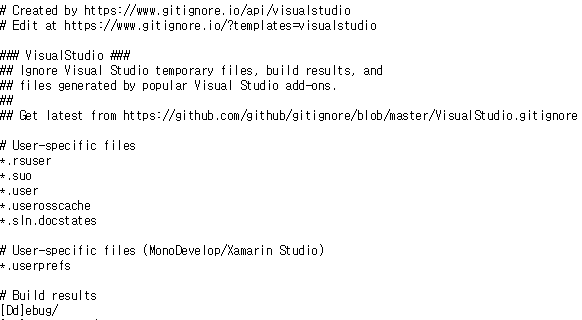 # Created by https://www.gitignore.io/api/visualstudio
# Edit at https://www.gitignore.io/?templates=visualstudio
### VisualStudio ###
## Ignore Visual Studio temporary files, build results, and
## files generated by popular Visual Studio add-ons.
##
## Get latest from https://github.com/github/gitignore/blob/master/VisualStudio.gitignore
# User-specific files
*.rsuser
*.suo
*.user
*.userosscache
*.sln.docstates
# User-specific files (MonoDevelop/Xamarin Studio)
*.userprefs
# Build results
[Dd]ebug/